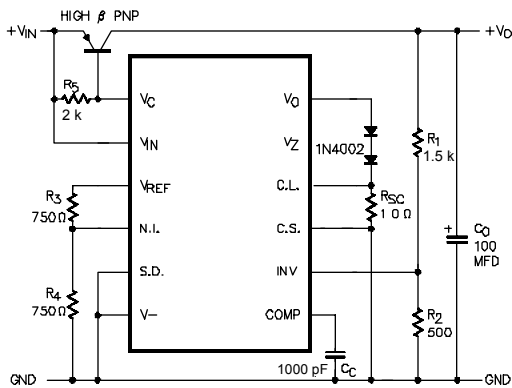 HIGH β PNP
+VIN
+VO
R5
2 k
VC
VO
VIN
VZ
1N4002
R1
1.5 k
R3
750Ω
VREF
C.L.
RSC
10Ω
N.I.
C.S.
+
CO
100
MFD
R4
750Ω
S.D.
INV
V-
COMP
R2
500
1000 pF
CC
GND
GND